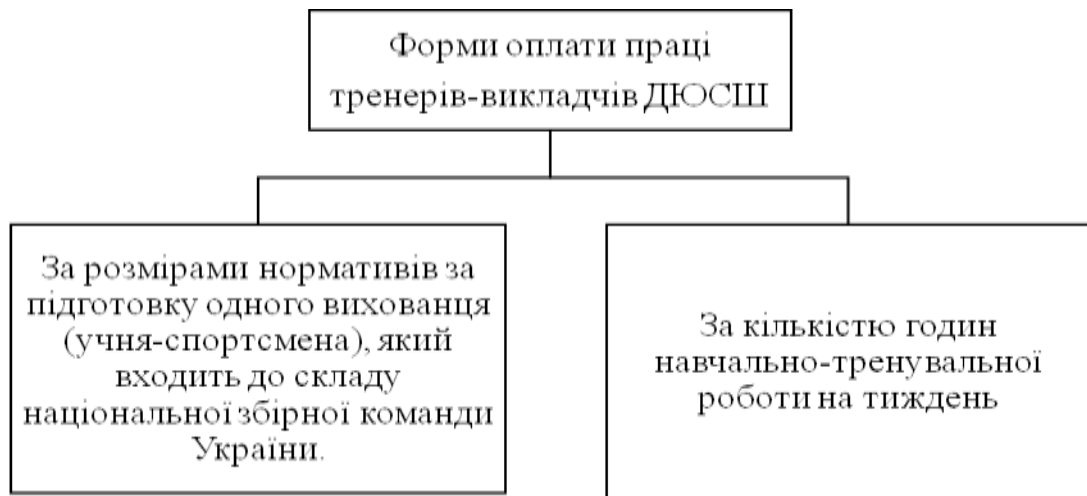 Форми оплати праці
тренерів-викладчів ДЮСШ
За розмірами нормативів за
підготовку одного вихованця
(учня-спортсмена), який
входить до складу
національної збірної команди
України.
За кількістю годин
навчально-тренувальної
роботи на тиждень